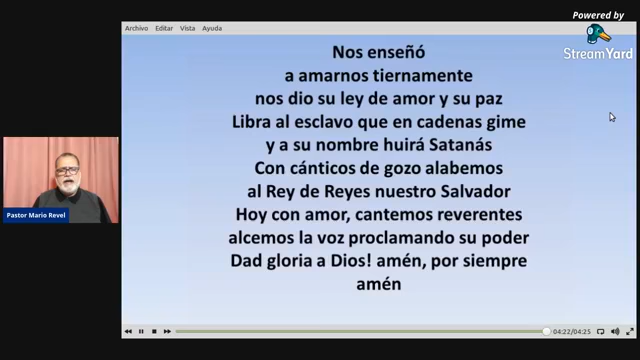 Powered by
StreamYard
Archivo Editar Vista Ayuda
Nos enseñó
a amarnos tiernamente
nos dio su ley de amor y su paz
Libra al esclavo que en cadenas gime
y a su nombre huirá Satanás
Con cánticos de gozo alabemos
al Rey de Reyes nuestro Salvador
Hoy con amor, cantemos reverentes
alcemos la voz proclamando su poder
Dad gloria a Dios! amén, por siempre
amén
Pastor Mario Revel
04:22/04:25